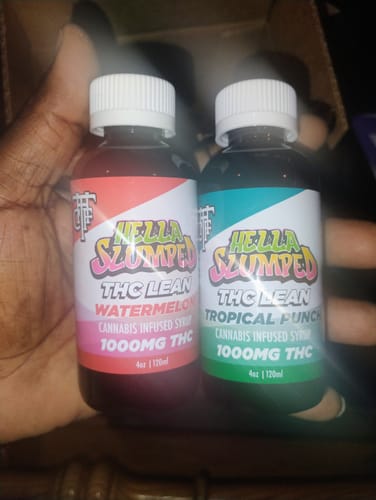 HELLA
SLUMPED
THC LEAN
WATERMELON
CANNABIS INFUSED SYRUP
1000MG THC
4oz | 120ml
HELLA
SLUMPED
THC LEAN
TROPICAL PUNCH
CANNABIS INFUSED SYRUP
1000MG THC
4oz | 120ml